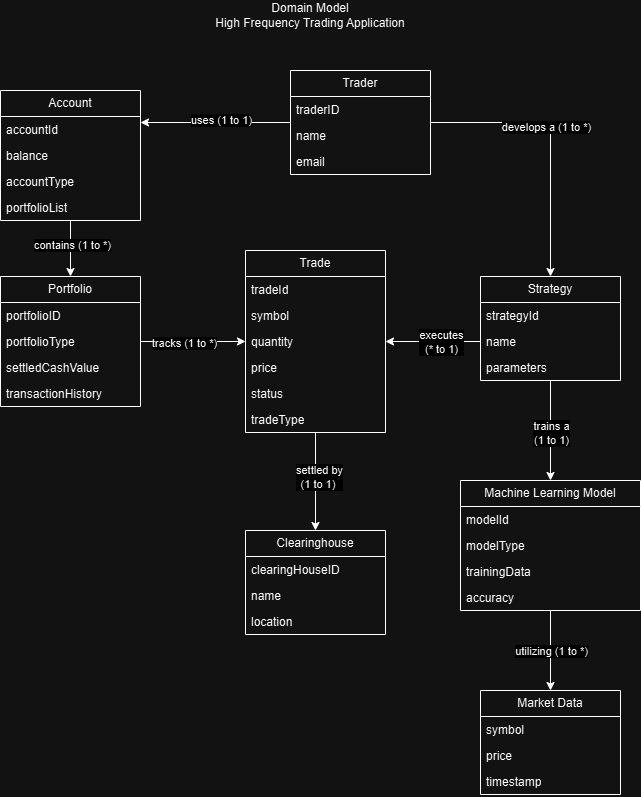 Domain Model
High Frequency Trading Application
Trader
traderID
name
email
Account
accountId
balance
accountType
portfolioList
uses (1 to 1)
develops a (1 to *)
contains (1 to *)
Portfolio
portfolioID
portfolioType
settledCashValue
transactionHistory
tracks (1 to *)
Trade
tradeId
symbol
quantity
price
status
tradeType
executes
(* to 1)
Strategy
strategyId
name
parameters
settled by
(1 to 1)
trains a
(1 to 1)
Clearinghouse
clearingHouseID
name
location
Machine Learning Model
modelId
modelType
trainingData
accuracy
utilizing (1 to *)
Market Data
symbol
price
timestamp